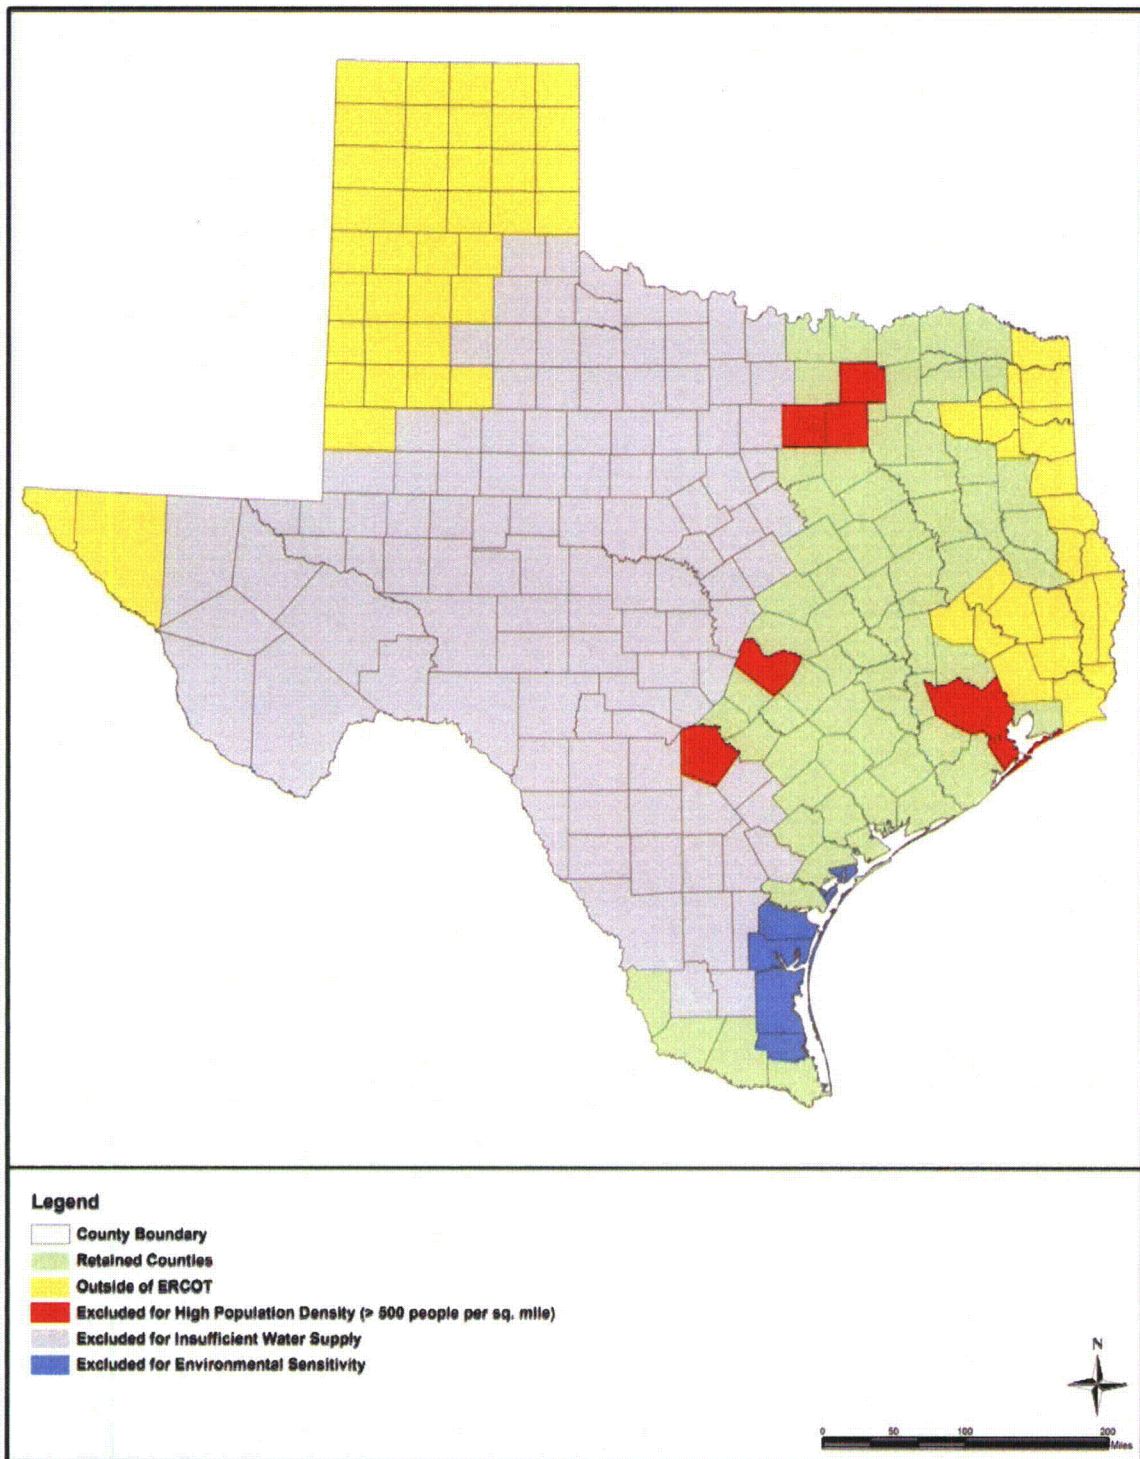 Legend
County Boundary
Retained Counties
Outside of ERCOT
Excluded for High Population Density (> 500 people per sq. mile)
Excluded for Insufficient Water Supply
Excluded for Environmental Sensitivity
N
0 50 100 200
Miles